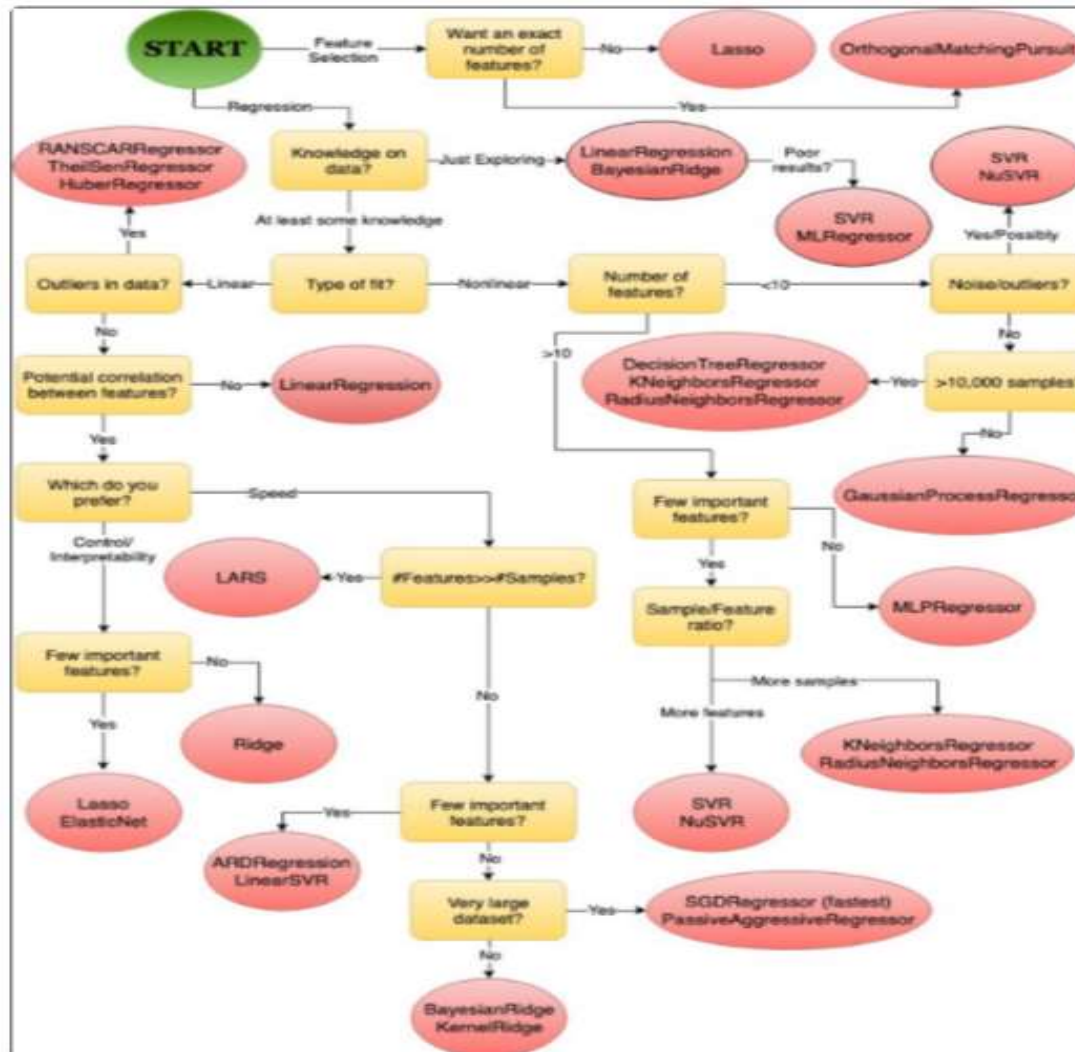 START
Feature
Selection
Want an exact
number of
features?
No
Lasso
OrthogonalMatchingPursuit
Yes
Regression
RANSCARRegressor
TheilSenRegressor
HuberRegressor
Knowledge on
data?
Just Exploring
LinearRegression
BayesianRidge
Poor
results?
SVR
NuSVR
SVR
MLRegressor
At least some knowledge
Yes
Yes/Possibly
Outliers in data?
Linear
Type of fit?
Nonlinear
Number of
features?
<10
Noise/outliers?
No
No
>10
Potential correlation
between features?
No
LinearRegression
DecisionTreeRegressor
KNeighborsRegressor
RadiusNeighborsRegressor
Yes
>10,000 samples
Yes
No
Which do you
prefer?
Speed
Few important
features?
GaussianProcessRegressor
Control/
Interpretability
No
Yes
LARS
Yes
#Features>>#Samples?
Sample/Feature
ratio?
MLPRegressor
Few important
features?
No
No
More samples
More features
Yes
Ridge
KNeighborsRegressor
RadiusNeighborsRegressor
Lasso
ElasticNet
Few important
features?
Yes
SVR
NuSVR
ARDRegression
LinearSVR
No
Very large
dataset?
Yes
SGDRegressor (fastest)
PassiveAggressiveRegressor
No
BayesianRidge
KernelRidge